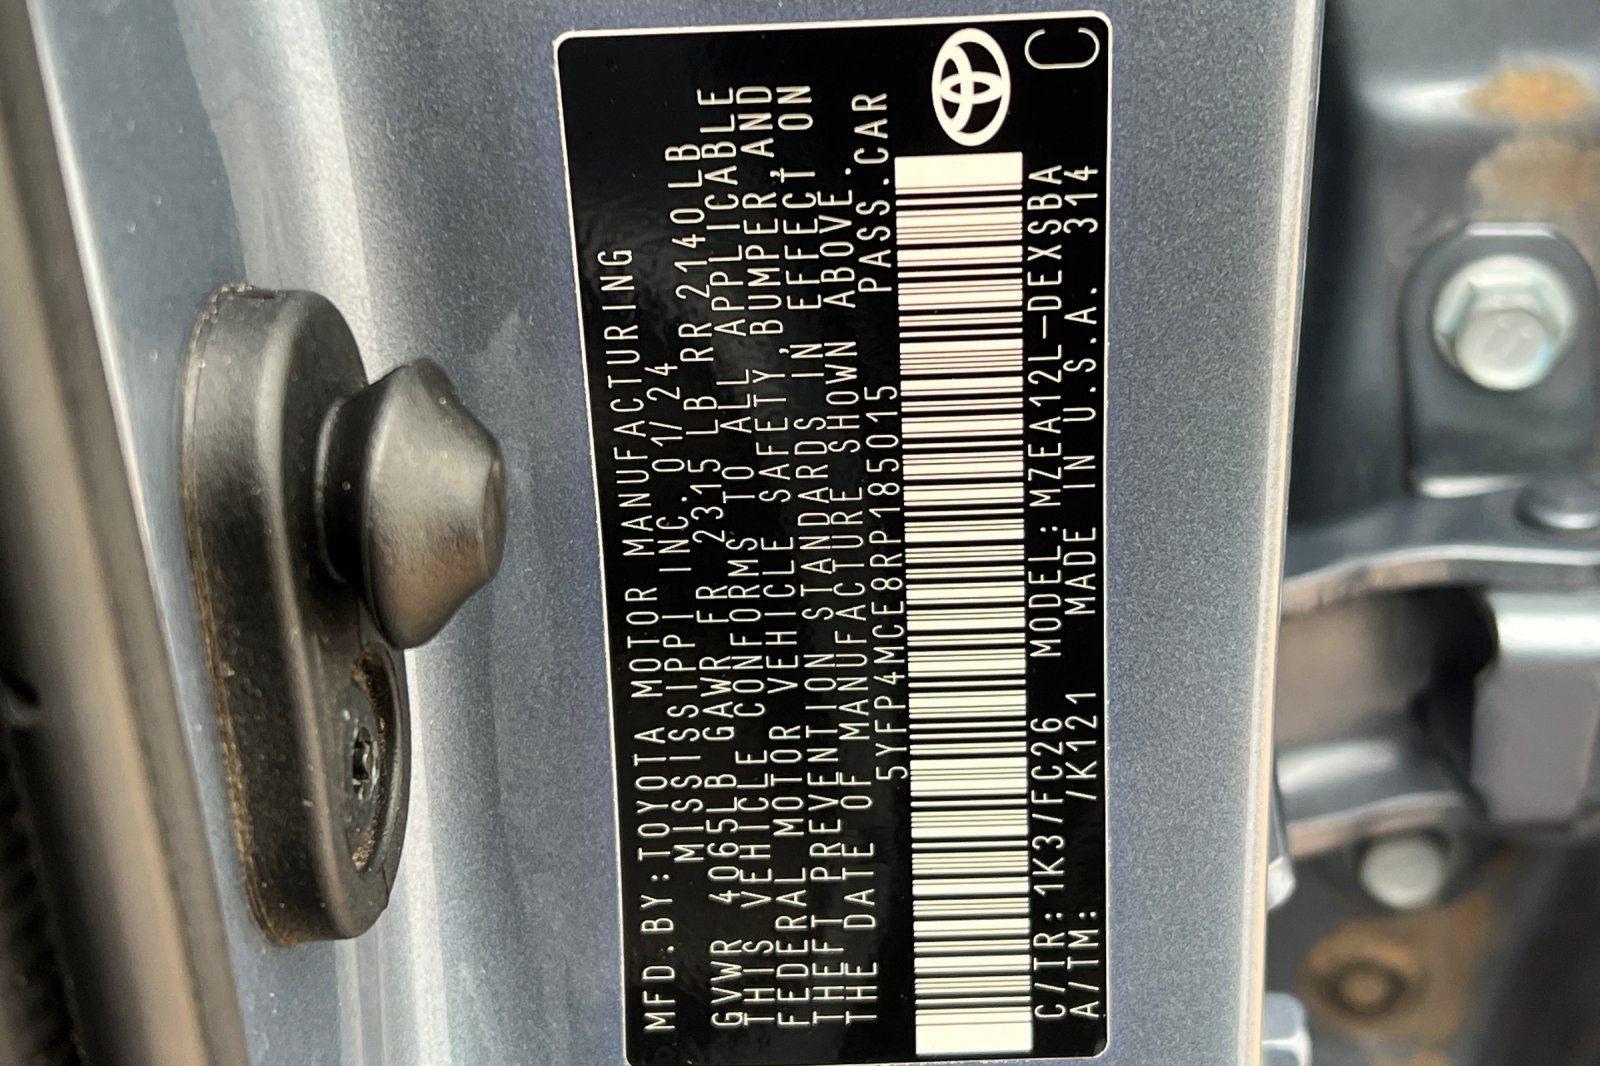 MFD.BY:TOYOTA MOTOR MANUFACTURING
MISSISSIPPI INC. 01/24
GVWR 4065LB GAWR FR 2315 LB RR 2140LB
THIS VEHICLE CONFORMS TO ALL APPLICABLE
FEDERAL MOTOR VEHICLE SAFETY, BUMPER, AND
THEFT PREVENTION STANDARDS IN EFFECT ON
THE DATE OF MANUFACTURE SHOWN ABOVE.
5YFP4MCE8RP185015 PASS.CAR
C/TR:1K3/FC26 MODEL:MZEA12L-DEXSBA
A/TM: /K121 MADE IN U.S.A. 314
C